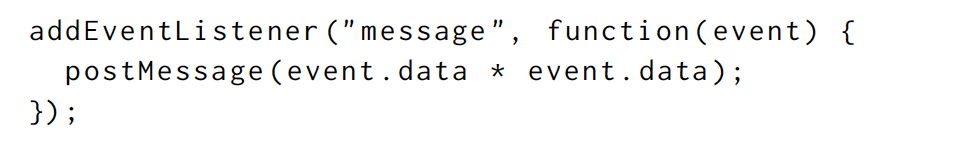 addEventListener("message", function(event) {
  postMessage(event.data * event.data);
});